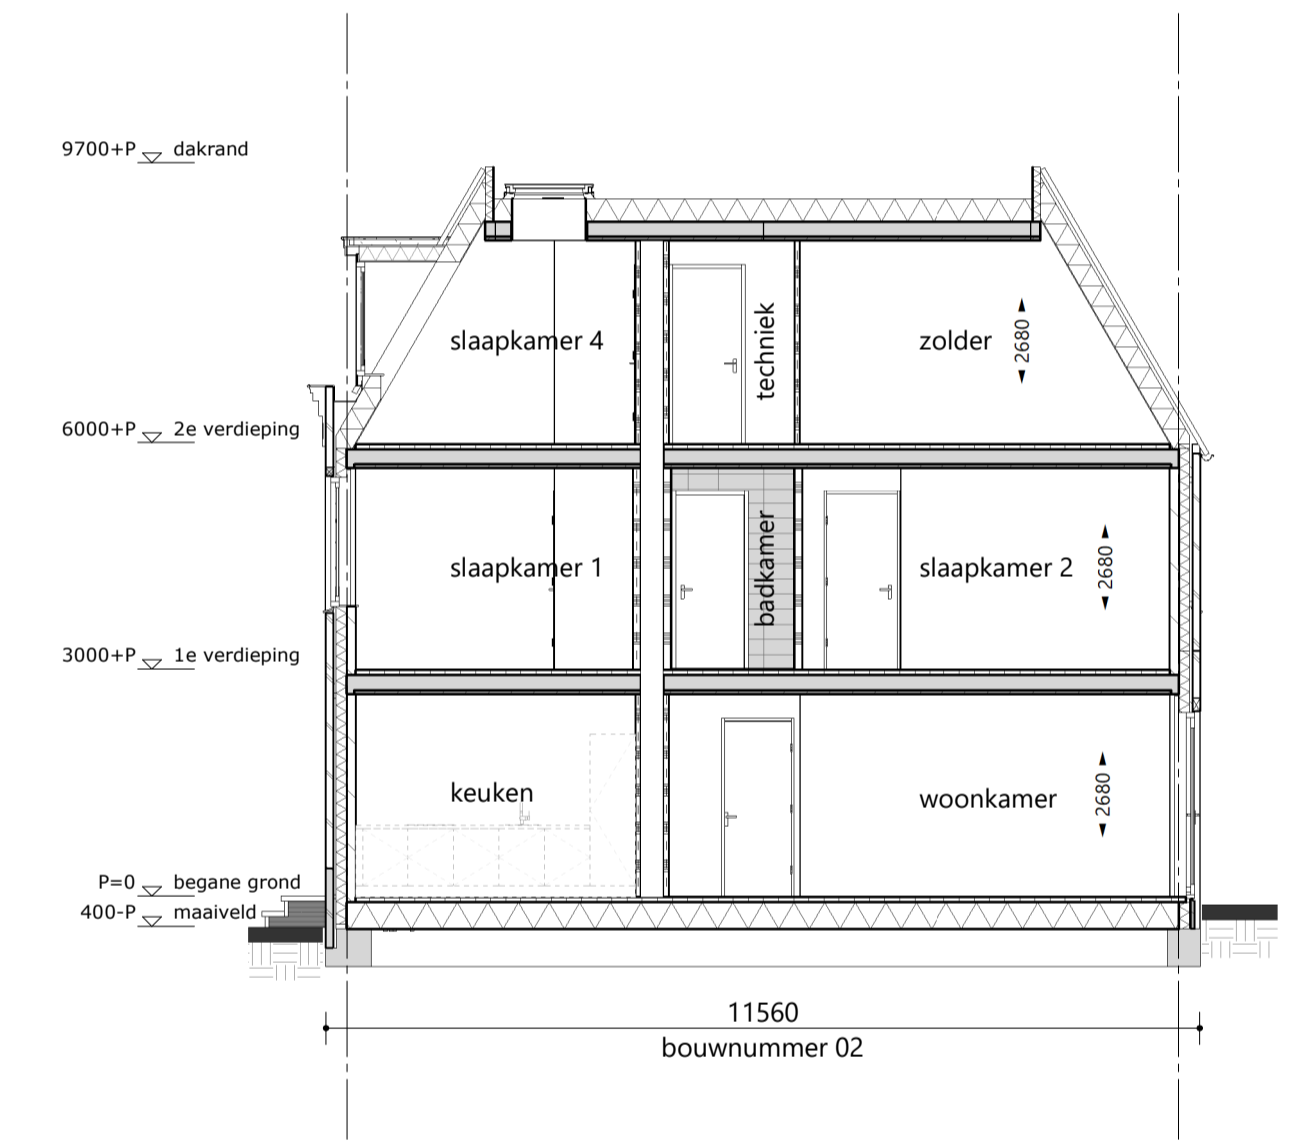 9700+P dakrand
slaapkamer 4
techniek
zolder
2680
6000+P 2e verdieping
slaapkamer 1
badkamer
slaapkamer 2
2680
3000+P 1e verdieping
keuken
woonkamer
2680
P=0 begane grond
400-P maaiveld
11560
bouwnummer 02